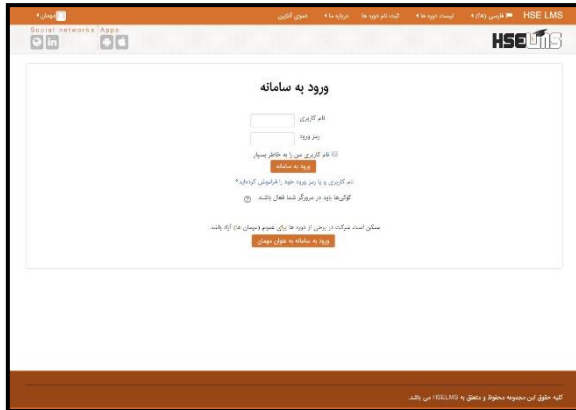 HSE LMS فارسی ‎(fa)‎ لیست دوره ها ثبت نام دوره ها درباره ما آنلاین مهمان
Social networks Apps
HSELMS
ورود به سامانه
نام کاربری
رمز ورود
نام کاربری من را به خاطر بسپار
ورود به سامانه
نام کاربری و یا رمز ورود خود را فراموش کرده‌اید؟
کوکی‌ها باید در مرورگر شما فعال باشند
ممکن است شرکت در برخی از دوره ها برای عموم (مهمان ها) آزاد باشد.
ورود به سامانه به عنوان مهمان
کلیه حقوق این مجموعه محفوظ و متعلق به HSELMS می باشد.